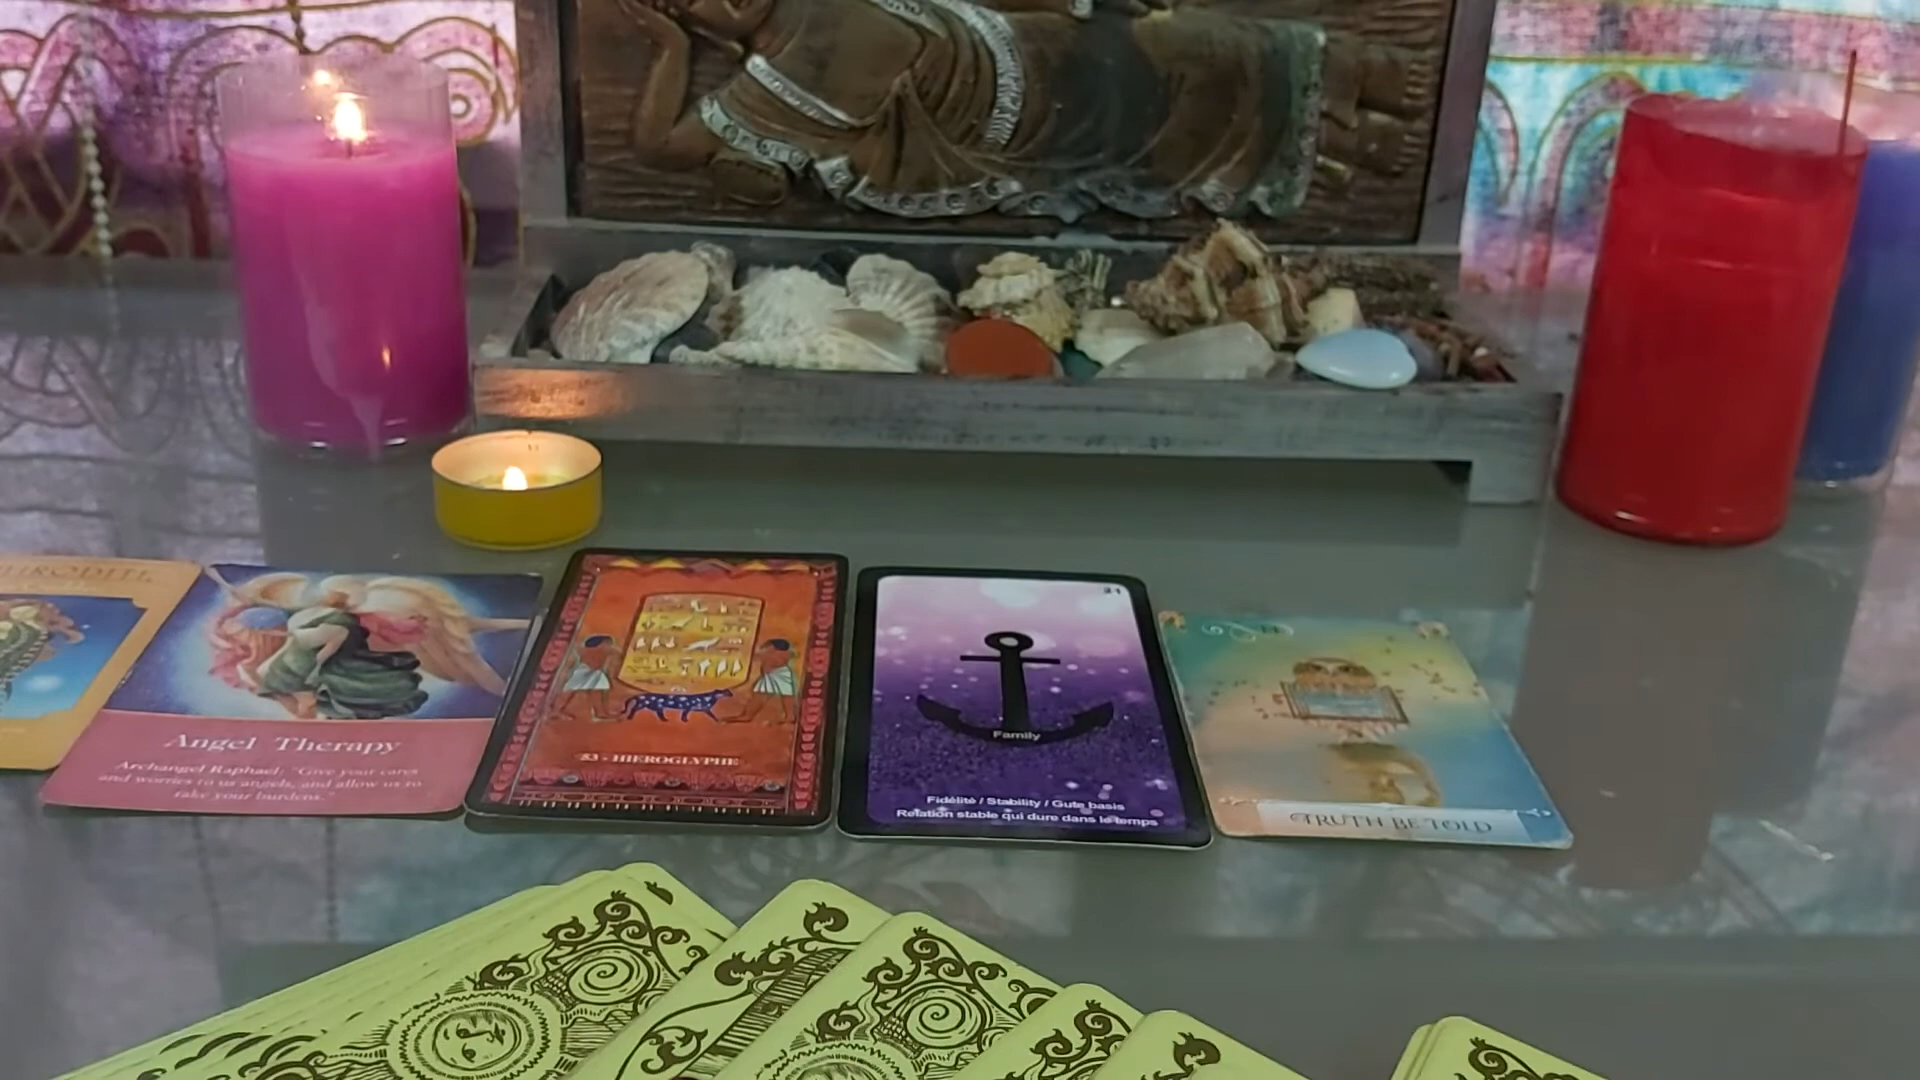 Angel Therapy
Archangel Raphael: "Give your cares
and worries to us angels, and allow us to
take your burdens."
53 - HIEROGLYPHE
Family
Fidélité / Stability / Gute basis
Relation stable qui dure dans le temps
TRUTH BE TOLD